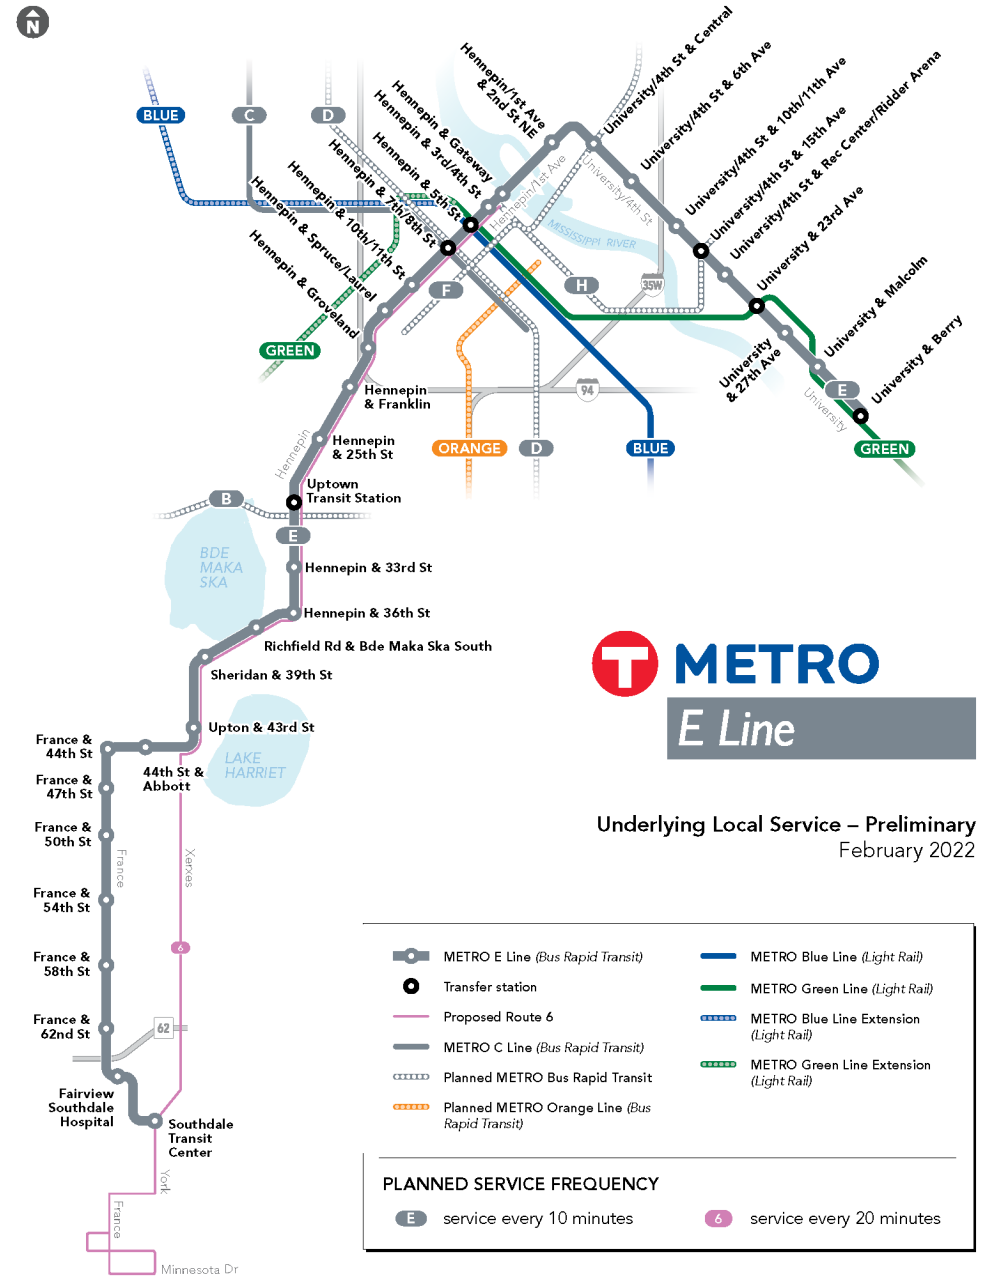 N
BLUE
C
D
Hennepin/1st Ave
& 2nd St NE
University/4th St & Central
University/4th St & 6th Ave
University/4th St & 10th/11th Ave
University/4th St & 15th Ave
University/4th St & Rec Center/Ridder Arena
University & 23rd Ave
University & Malcolm
University & Berry
University
& 27th Ave
Hennepin & Gateway
Hennepin & 3rd/4th St
Hennepin & 5th St
Hennepin & 7th/8th St
Hennepin & 10th/11th St
Hennepin & Spruce/Laurel
Hennepin & Groveland
Hennepin/1st Ave
University/4th St
MISSISSIPPI RIVER
F
H
35W
94
GREEN
Hennepin
& Franklin
E
University
GREEN
ORANGE
D
BLUE
Hennepin
Hennepin
& 25th St
Uptown
Transit Station
B
E
BDE
MAKA
SKA
Hennepin & 33rd St
Hennepin & 36th St
Richfield Rd & Bde Maka Ska South
Sheridan & 39th St
Upton & 43rd St
LAKE
HARRIET
France &
44th St
44th St &
Abbott
France &
47th St
France &
50th St
France
Xerxes
France &
54th St
6
France &
58th St
France &
62nd St
62
Fairview
Southdale
Hospital
Southdale
Transit
Center
York
France
Minnesota Dr
T METRO
E Line
Underlying Local Service – Preliminary
February 2022
METRO E Line (Bus Rapid Transit)
Transfer station
Proposed Route 6
METRO C Line (Bus Rapid Transit)
Planned METRO Bus Rapid Transit
Planned METRO Orange Line (Bus
Rapid Transit)
METRO Blue Line (Light Rail)
METRO Green Line (Light Rail)
METRO Blue Line Extension
(Light Rail)
METRO Green Line Extension
(Light Rail)
PLANNED SERVICE FREQUENCY
E service every 10 minutes
6 service every 20 minutes